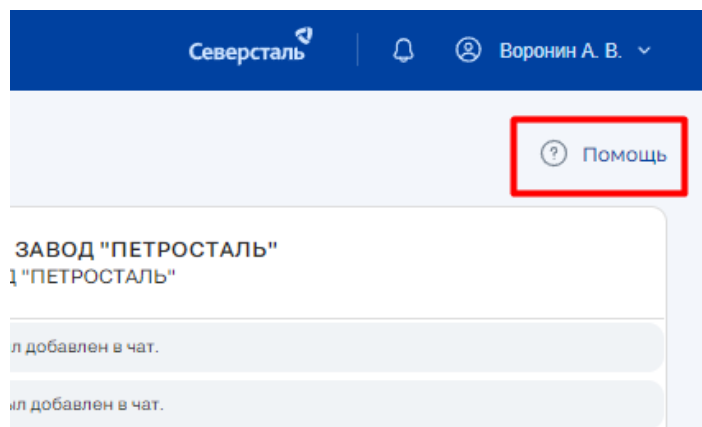 Северсталь
Воронин А. В.
Помощь
ЗАВОД "ПЕТРОСТАЛЬ"
"ПЕТРОСТАЛЬ"
добавлен в чат.
добавлен в чат.